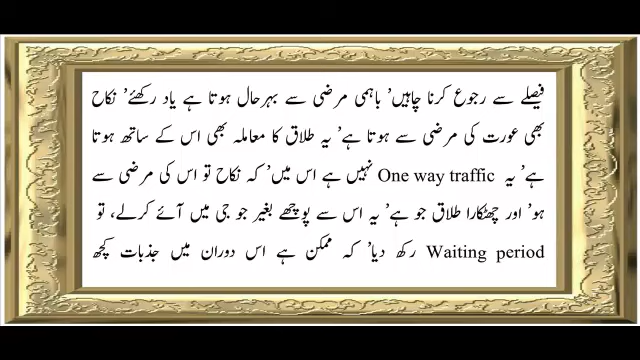 فیصلے سے رجوع کرنا چاہیں’ باہمی مرضی سے بہرحال ہوتا ہے یاد رکھئے’ نکاح
بھی عورت کی مرضی سے ہوتا ہے’ یہ طلاق کا معاملہ بھی اس کے ساتھ ہوتا
ہے’ یہ One way traffic نہیں ہے اس میں’ کہ نکاح تو اس کی مرضی سے
ہو’ اور چھٹکارا طلاق جو ہے’ یہ اس سے پوچھے بغیر جو جی میں آئے کرلے، تو
Waiting period رکھ دیا’ کہ ممکن ہے اس دوران میں جذبات کچھ